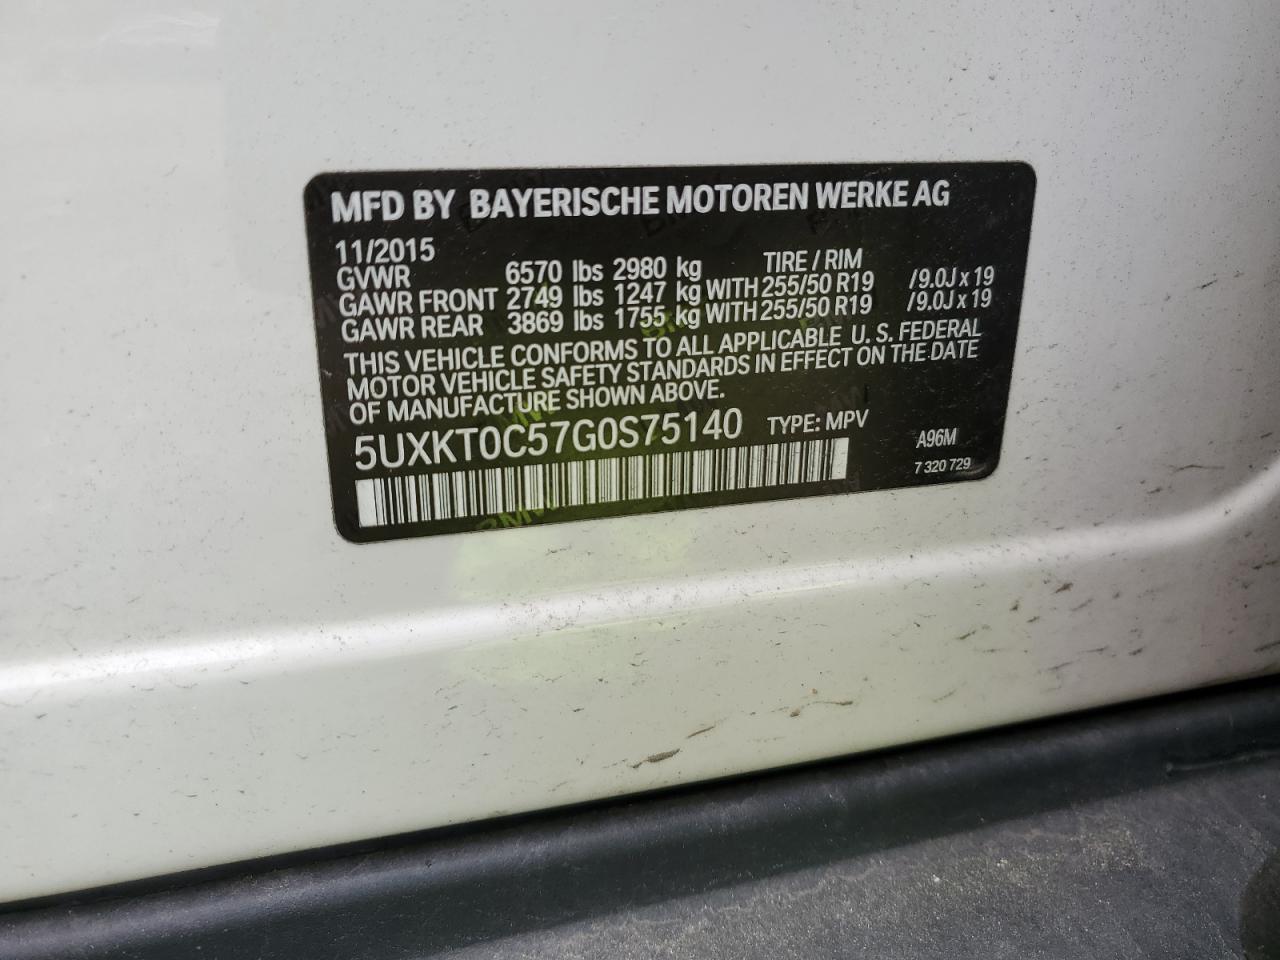 MFD BY BAYERISCHE MOTOREN WERKE AG
11/2015
GVWR 6570 lbs 2980 kg TIRE / RIM
GAWR FRONT 2749 lbs 1247 kg WITH 255/50 R19 /9.0J x 19
GAWR REAR 3869 lbs 1755 kg WITH 255/50 R19 /9.0J x 19
THIS VEHICLE CONFORMS TO ALL APPLICABLE U. S. FEDERAL
MOTOR VEHICLE SAFETY STANDARDS IN EFFECT ON THE DATE
OF MANUFACTURE SHOWN ABOVE.
5UXKT0C57G0S75140 TYPE: MPV A96M
7 320 729
BMW